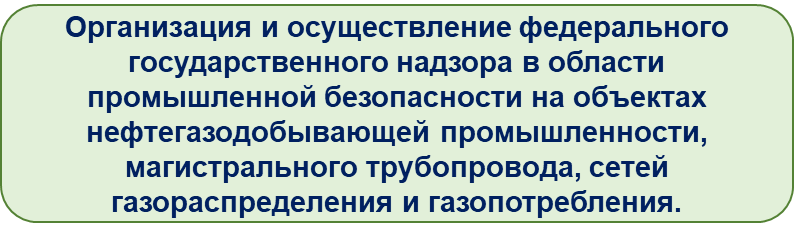 Организация и осуществление федерального
государственного надзора в области
промышленной безопасности на объектах
нефтегазодобывающей промышленности,
магистрального трубопровода, сетей
газораспределения и газопотребления.